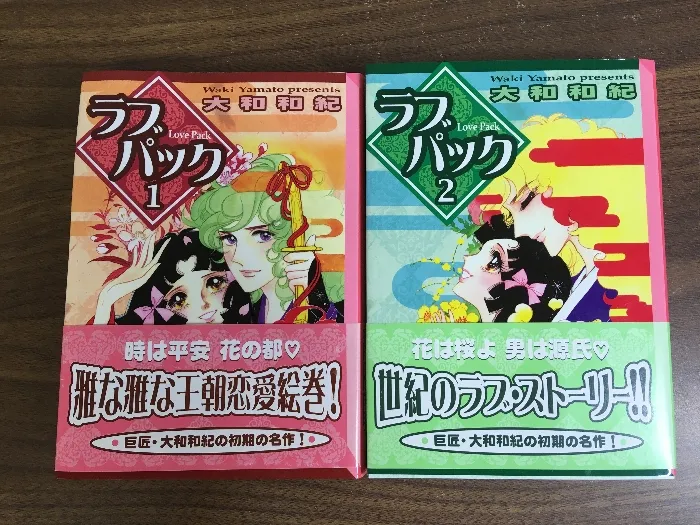 Waki Yamato presents
大和和紀
ラブ
パック
Love Pack
1
時は平安 花の都♡
雅な雅な王朝恋愛絵巻!
・巨匠・大和和紀の初期の名作!・
Waki Yamato presents
大和和紀
ラブ
パック
Love Pack
2
花は桜よ 男は源氏♡
世紀のラブ・ストーリー!!
・巨匠・大和和紀の初期の名作!・